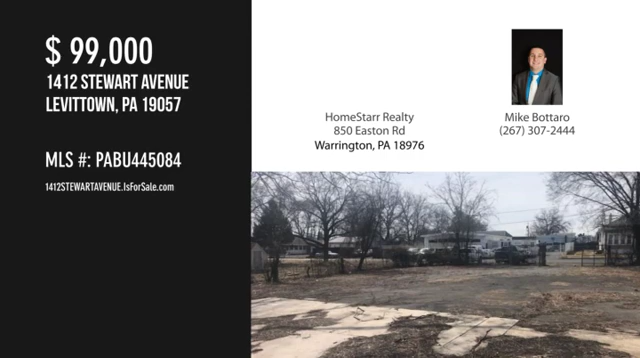 $ 99,000
1412 STEWART AVENUE
LEVITTOWN, PA 19057
MLS #: PABU445084
1412STEWARTAVENUE.IsForSale.com
HomeStarr Realty
850 Easton Rd
Warrington, PA 18976
Mike Bottaro
(267) 307-2444